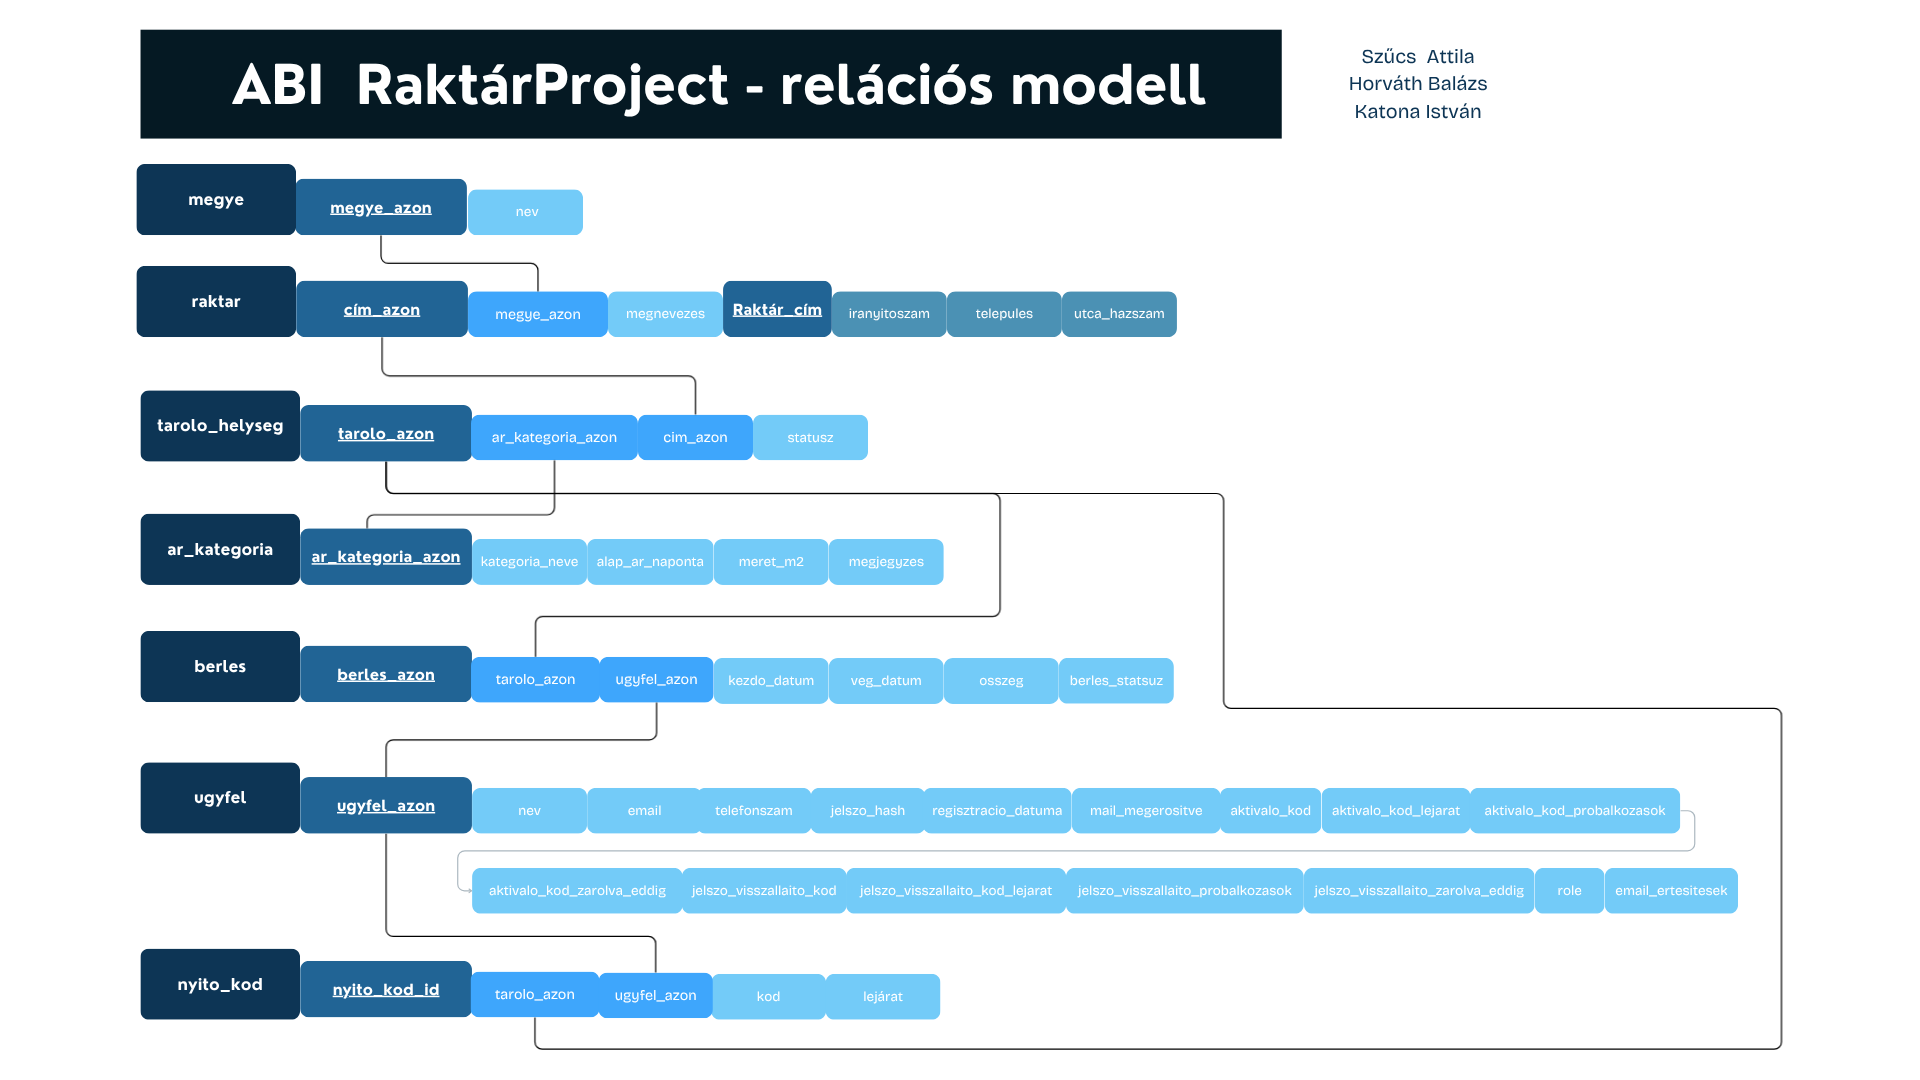 ABI RaktárProject - relációs modell
Szűcs Attila
Horváth Balázs
Katona István
megye megye_azon nev
raktar cím_azon megye_azon megnevezes Raktár_cím iranyitoszam telepules utca_hazszam
tarolo_helyseg tarolo_azon ar_kategoria_azon cim_azon statusz
ar_kategoria ar_kategoria_azon kategoria_neve alap_ar_naponta meret_m2 megjegyzes
berles berles_azon tarolo_azon ugyfel_azon kezdo_datum veg_datum osszeg berles_statsuz
ugyfel ugyfel_azon nev email telefonszam jelszo_hash regisztracio_datuma mail_megerositve aktivalo_kod aktivalo_kod_lejarat aktivalo_kod_probalkozasok
aktivalo_kod_zarolva_eddig jelszo_visszallaito_kod jelszo_visszallaito_kod_lejarat jelszo_visszallaito_probalkozasok jelszo_visszallaito_zarolva_eddig role email_ertesitesek
nyito_kod nyito_kod_id tarolo_azon ugyfel_azon kod lejárat